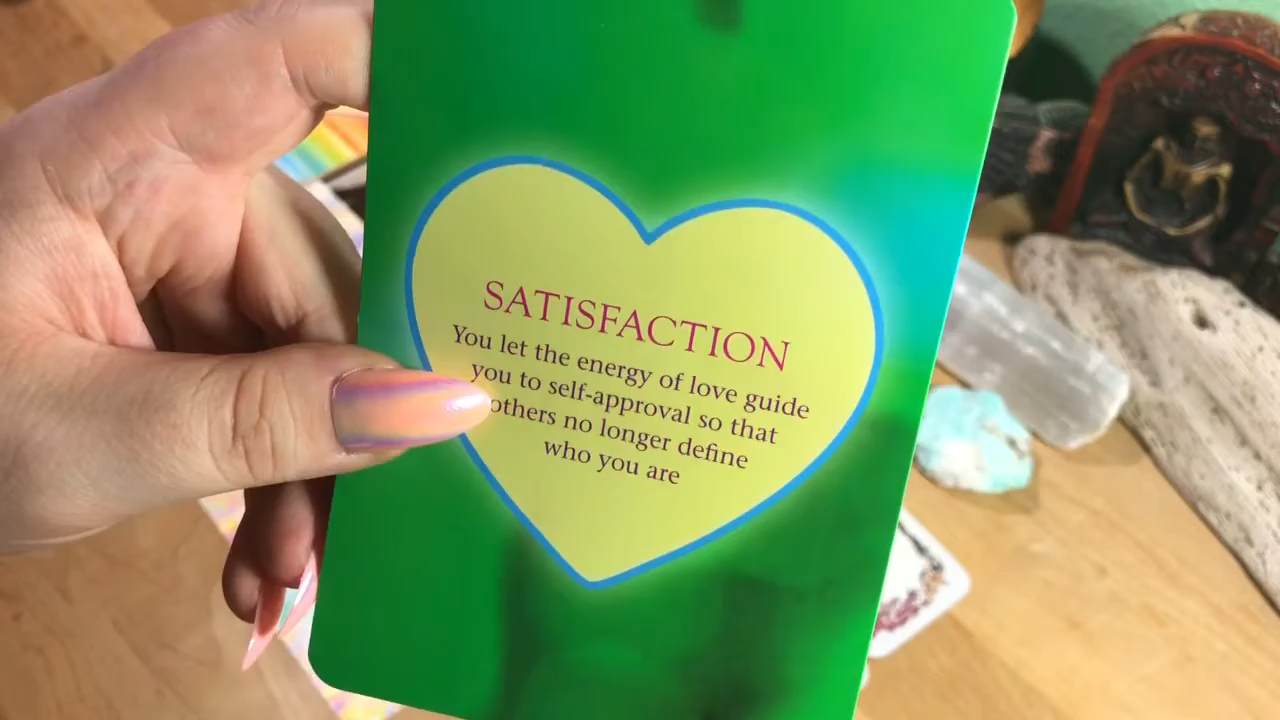 SATISFACTION
You let the energy of love guide
you to self-approval so that
others no longer define
who you are